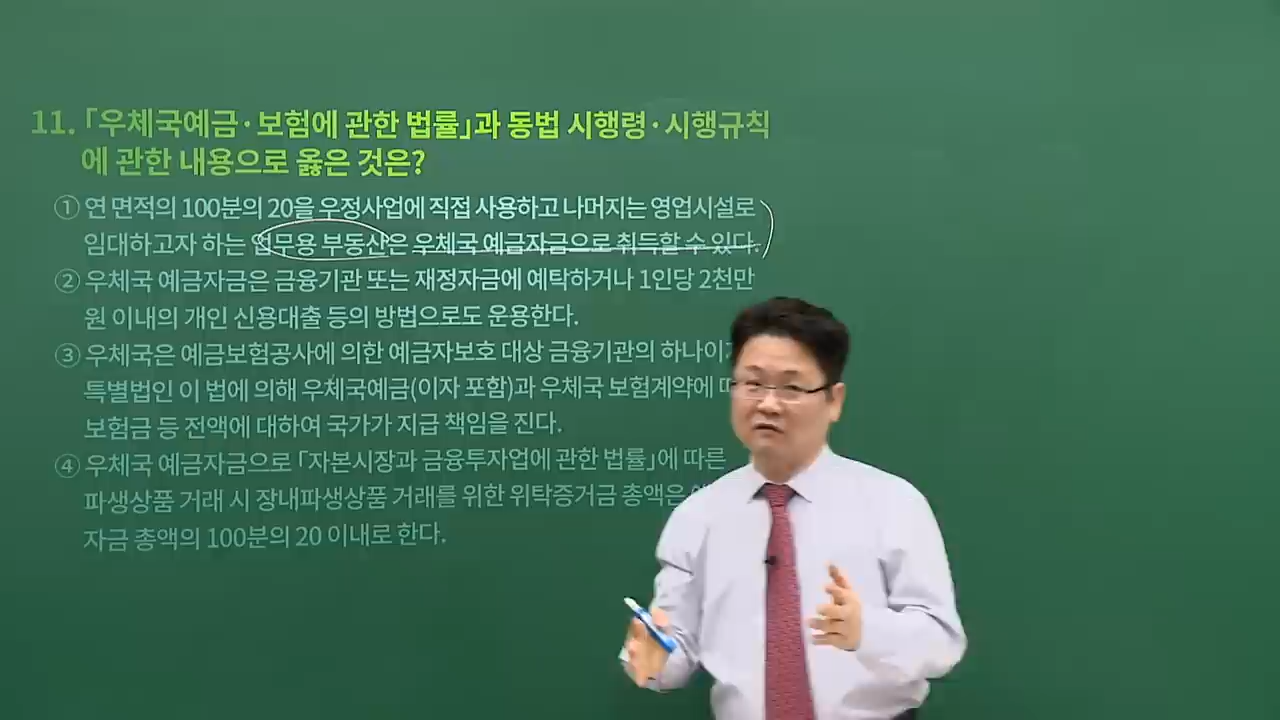 11. 「우체국예금·보험에 관한 법률」과 동법 시행령·시행규칙
에 관한 내용으로 옳은 것은?
① 연 면적의 100분의 20을 우정사업에 직접 사용하고 나머지는 영업시설로
임대하고자 하는 업무용 부동산은 우체국 예금자금으로 취득할 수 있다.
② 우체국 예금자금은 금융기관 또는 재정자금에 예탁하거나 1인당 2천만
원 이내의 개인 신용대출 등의 방법으로도 운용한다.
③ 우체국은 예금보험공사에 의한 예금자보호 대상 금융기관의 하나이
특별법인 이 법에 의해 우체국예금(이자 포함)과 우체국 보험계약에
보험금 등 전액에 대하여 국가가 지급 책임을 진다.
④ 우체국 예금자금으로 「자본시장과 금융투자업에 관한 법률」에 따른
파생상품 거래 시 장내파생상품 거래를 위한 위탁증거금 총액은
자금 총액의 100분의 20 이내로 한다.